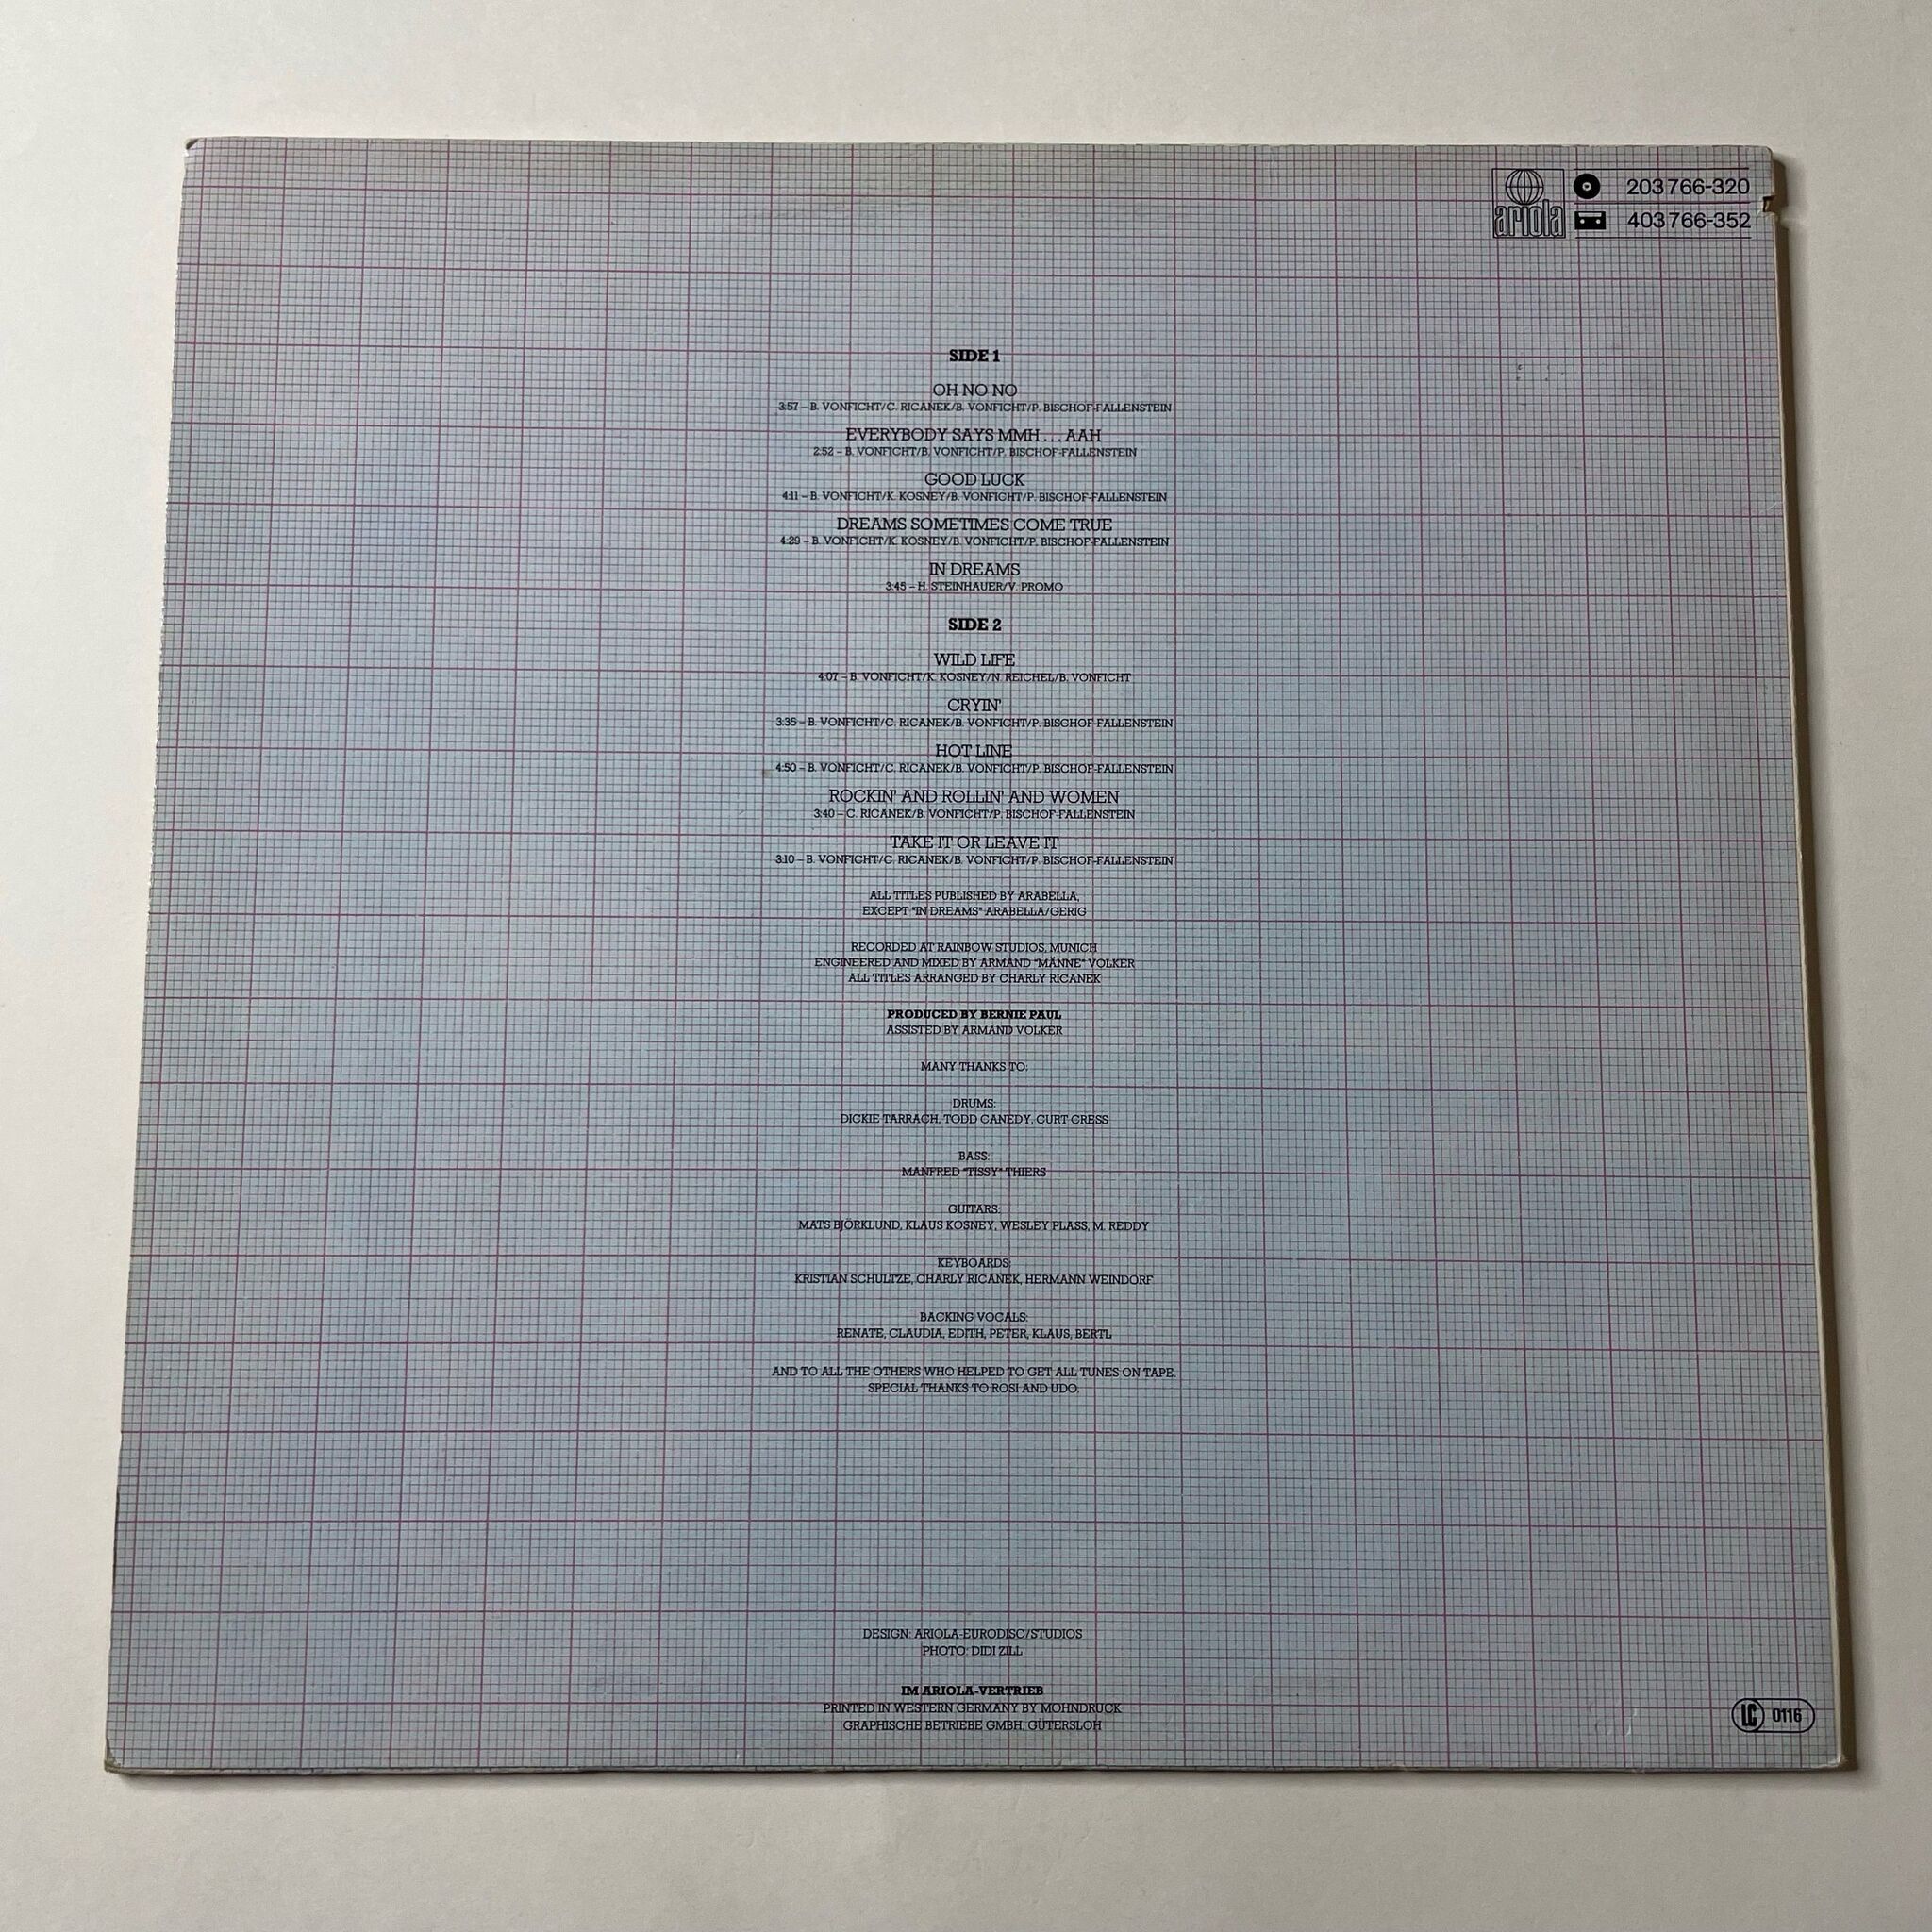 ariola
203 766-320
403 766-352
SIDE 1
OH NO NO
3:57 – B. VONFICHT/C. RICANEK/B. VONFICHT/P. BISCHOF-FALLENSTEIN
EVERYBODY SAYS MMH . . . AAH
2:52 – B. VONFICHT/B. VONFICHT/P. BISCHOF-FALLENSTEIN
GOOD LUCK
4:11 – B. VONFICHT/K. KOSNEY/B. VONFICHT/P. BISCHOF-FALLENSTEIN
DREAMS SOMETIMES COME TRUE
4:29 – B. VONFICHT/K. KOSNEY/B. VONFICHT/P. BISCHOF-FALLENSTEIN
IN DREAMS
3:45 – H. STEINHAUER/V. PROMO
SIDE 2
WILD LIFE
4:07 – B. VONFICHT/K. KOSNEY/N. REICHEL/B. VONFICHT
CRYIN'
3:35 – B. VONFICHT/C. RICANEK/B. VONFICHT/P. BISCHOF-FALLENSTEIN
HOT LINE
4:50 – B. VONFICHT/C. RICANEK/B. VONFICHT/P. BISCHOF-FALLENSTEIN
ROCKIN' AND ROLLIN' AND WOMEN
3:40 – C. RICANEK/B. VONFICHT/P. BISCHOF-FALLENSTEIN
TAKE IT OR LEAVE IT
3:10 – B. VONFICHT/C. RICANEK/B. VONFICHT/P. BISCHOF-FALLENSTEIN
ALL TITLES PUBLISHED BY ARABELLA,
EXCEPT "IN DREAMS" ARABELLA/GERIG
RECORDED AT RAINBOW STUDIOS, MUNICH
ENGINEERED AND MIXED BY ARMAND "MÄNNE" VOLKER
ALL TITLES ARRANGED BY CHARLY RICANEK
PRODUCED BY BERNIE PAUL
ASSISTED BY ARMAND VOLKER
MANY THANKS TO:
DRUMS:
DICKIE TARRACH, TODD CANEDY, CURT CRESS
BASS:
MANFRED "TISSY" THIERS
GUITARS:
MATS BJÖRKLUND, KLAUS KOSNEY, WESLEY PLASS, M. REDDY
KEYBOARDS:
KRISTIAN SCHULTZE, CHARLY RICANEK, HERMANN WEINDORF
BACKING VOCALS:
RENATE, CLAUDIA, EDITH, PETER, KLAUS, BERTL
AND TO ALL THE OTHERS WHO HELPED TO GET ALL TUNES ON TAPE.
SPECIAL THANKS TO ROSI AND UDO.
DESIGN: ARIOLA-EURODISC/STUDIOS
PHOTO: DIDI ZILL
IM ARIOLA-VERTRIEB
PRINTED IN WESTERN GERMANY BY MOHNDRUCK
GRAPHISCHE BETRIEBE GMBH, GÜTERSLOH
LC 0116